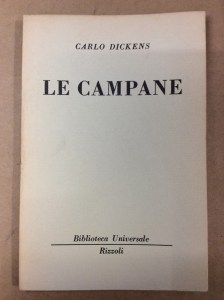 CARLO DICKENS
LE CAMPANE
Biblioteca Universale
Rizzoli